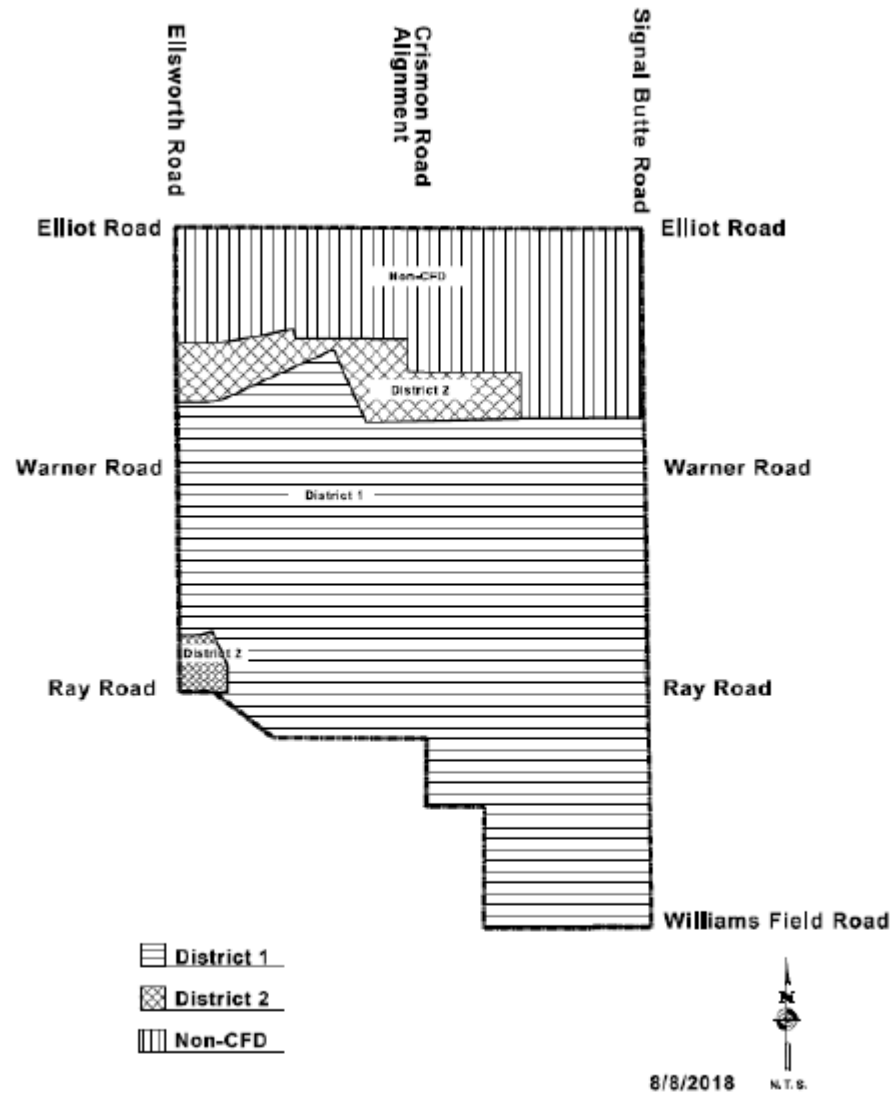 Ellsworth Road
Crismon Road
Alignment
Signal Butte Road
Elliot Road
Elliot Road
Non-CFD
District 2
Warner Road
Warner Road
District 1
District 2
Ray Road
Ray Road
Williams Field Road
District 1
District 2
Non-CFD
N
8/8/2018
N.T.S.